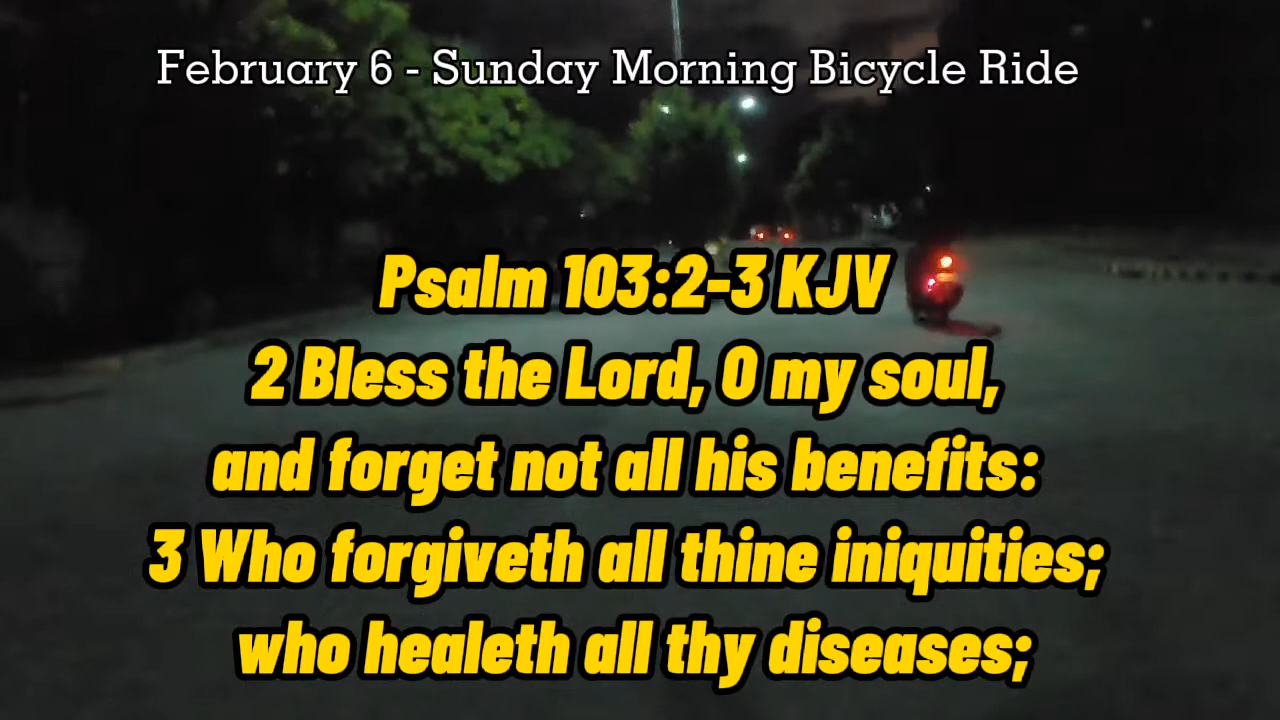 February 6 - Sunday Morning Bicycle Ride
Psalm 103:2-3 KJV
2 Bless the Lord, O my soul,
and forget not all his benefits:
3 Who forgiveth all thine iniquities;
who healeth all thy diseases;